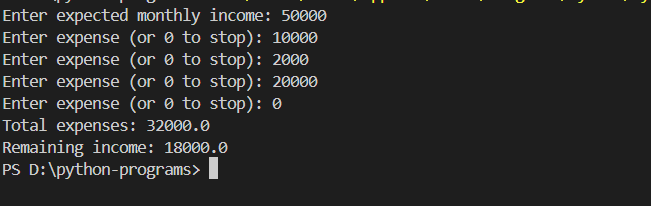 Enter expected monthly income: 50000
Enter expense (or 0 to stop): 10000
Enter expense (or 0 to stop): 2000
Enter expense (or 0 to stop): 20000
Enter expense (or 0 to stop): 0
Total expenses: 32000.0
Remaining income: 18000.0
PS D:\python-programs>